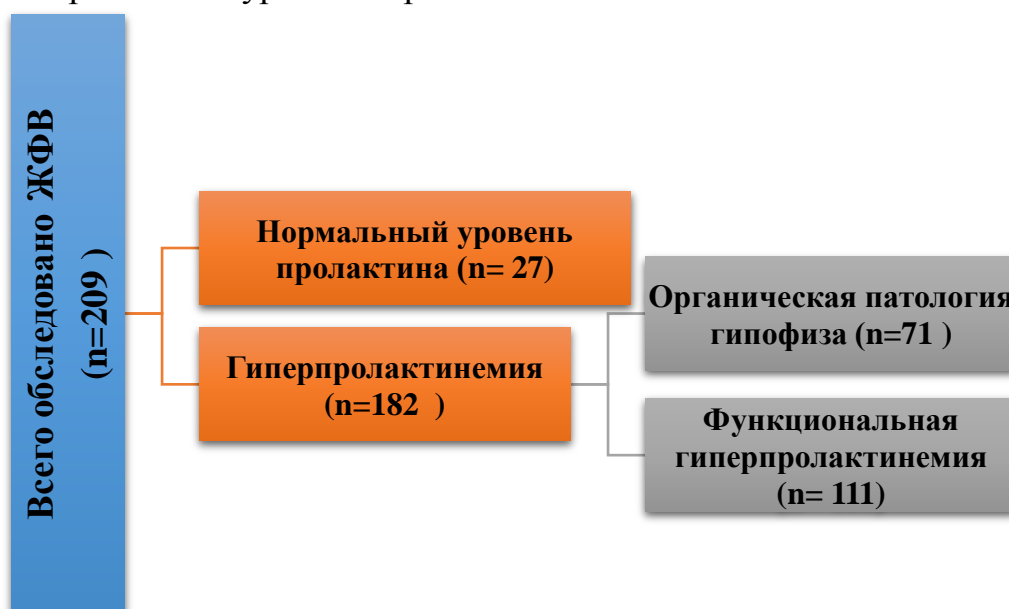 Всего обследовано ЖФВ
(n=209 )
Нормальный уровень
пролактина (n= 27)
Гиперпролактинемия
(n=182 )
Органическая патология
гипофиза (n=71 )
Функциональная
гиперпролактинемия
(n= 111)